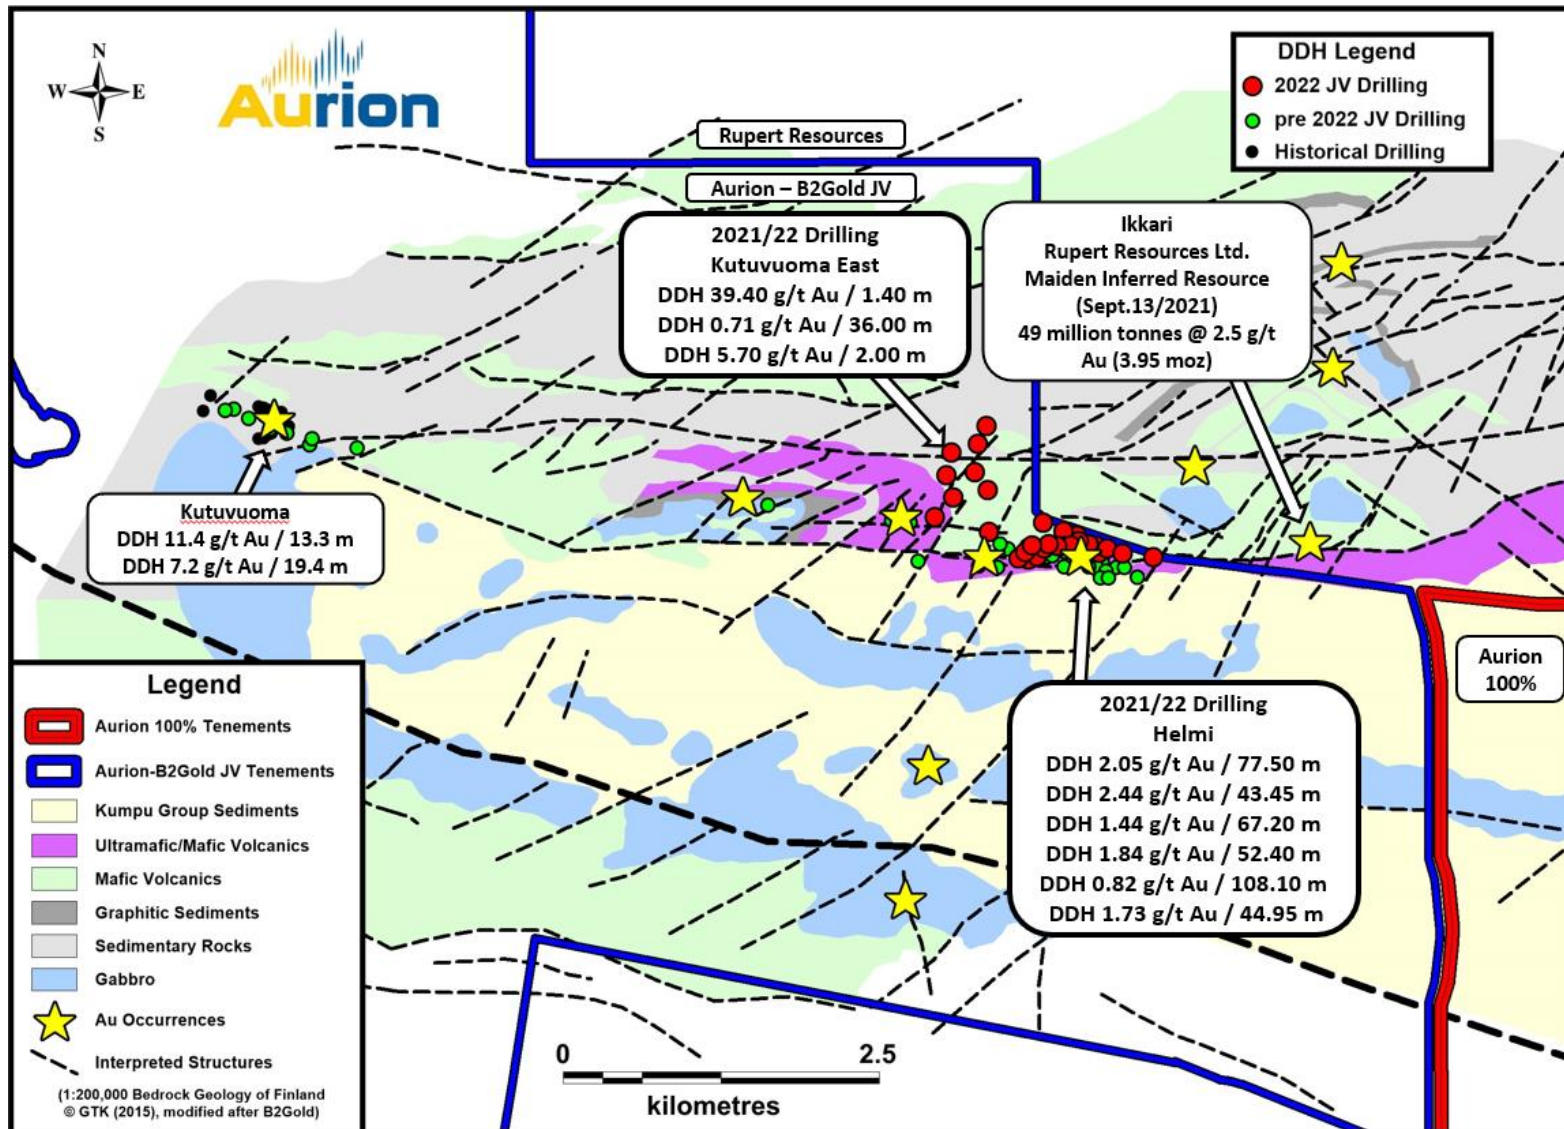 N
W E
S
Aurion
DDH Legend
2022 JV Drilling
pre 2022 JV Drilling
Historical Drilling
Rupert Resources
Aurion – B2Gold JV
2021/22 Drilling
Kutuvuoma East
DDH 39.40 g/t Au / 1.40 m
DDH 0.71 g/t Au / 36.00 m
DDH 5.70 g/t Au / 2.00 m
Ikkari
Rupert Resources Ltd.
Maiden Inferred Resource
(Sept.13/2021)
49 million tonnes @ 2.5 g/t
Au (3.95 moz)
Kutuvuoma
DDH 11.4 g/t Au / 13.3 m
DDH 7.2 g/t Au / 19.4 m
Aurion
100%
2021/22 Drilling
Helmi
DDH 2.05 g/t Au / 77.50 m
DDH 2.44 g/t Au / 43.45 m
DDH 1.44 g/t Au / 67.20 m
DDH 1.84 g/t Au / 52.40 m
DDH 0.82 g/t Au / 108.10 m
DDH 1.73 g/t Au / 44.95 m
Legend
Aurion 100% Tenements
Aurion-B2Gold JV Tenements
Kumpu Group Sediments
Ultramafic/Mafic Volcanics
Mafic Volcanics
Graphitic Sediments
Sedimentary Rocks
Gabbro
Au Occurrences
Interpreted Structures
(1:200,000 Bedrock Geology of Finland
© GTK (2015), modified after B2Gold)
0 2.5
kilometres